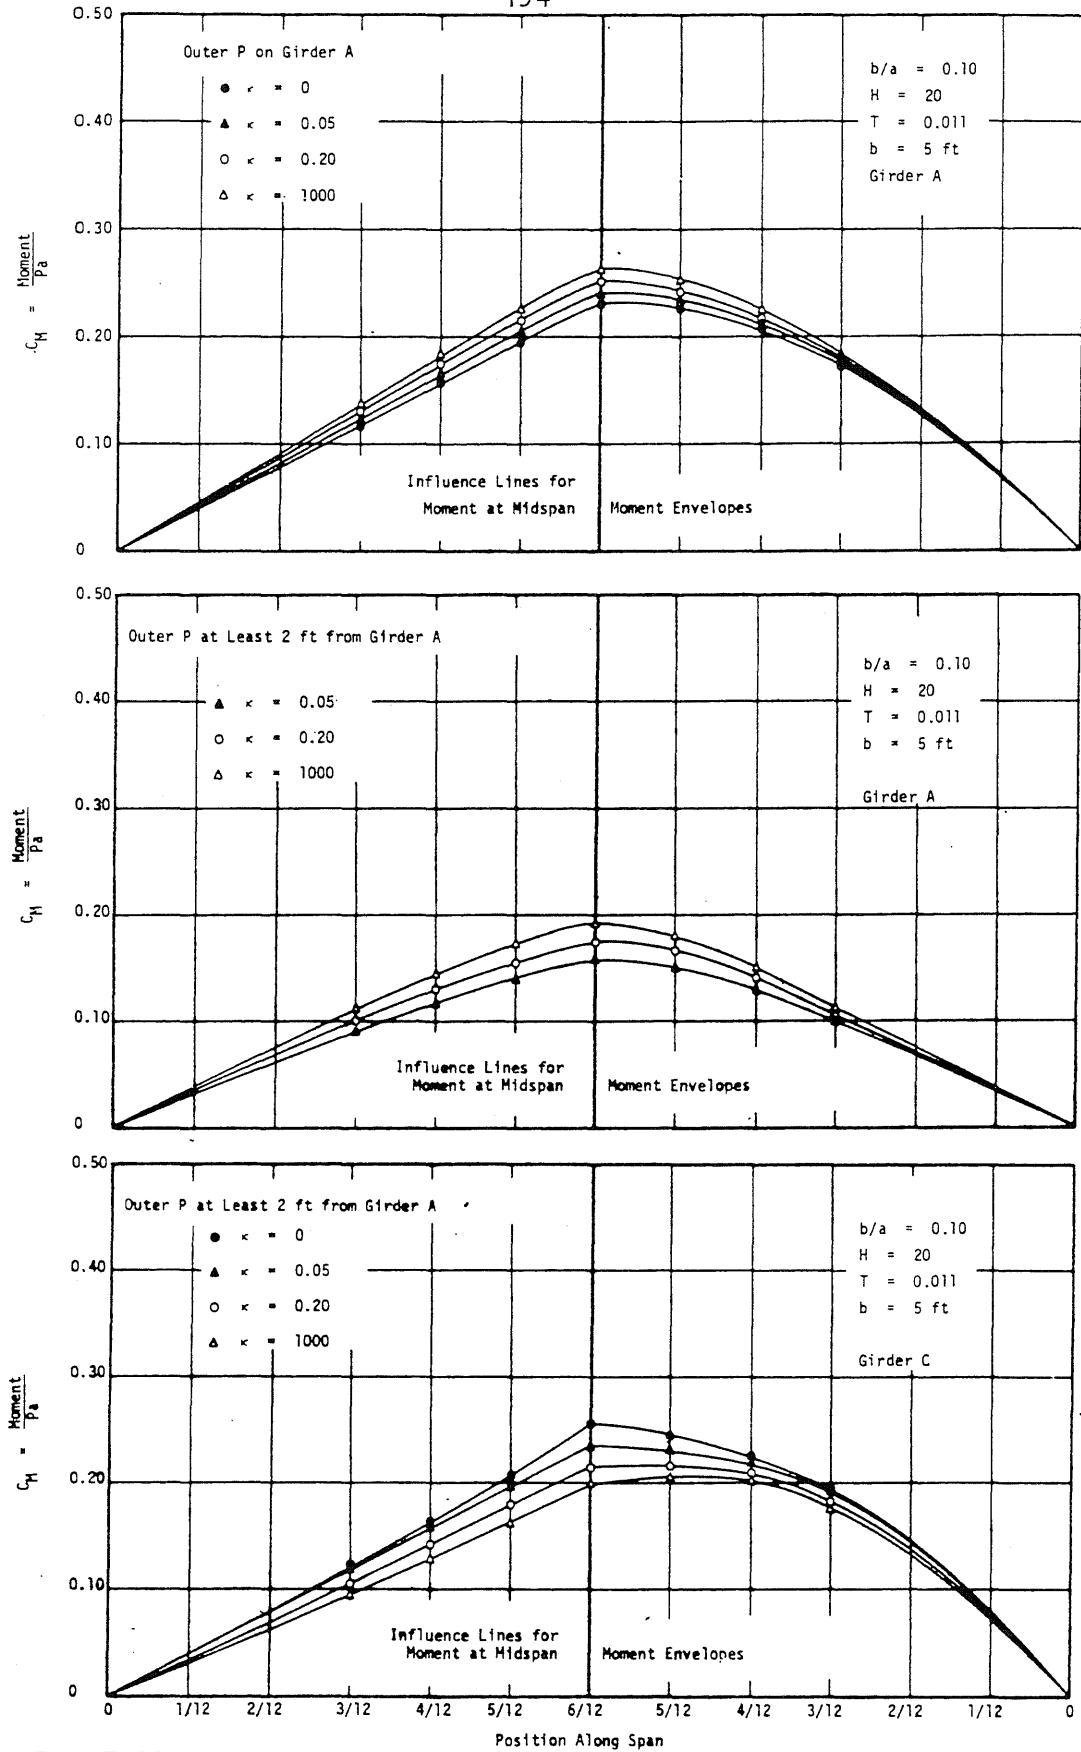 194
0.50
Outer P on Girder A
● κ = 0
▲ κ = 0.05
○ κ = 0.20
△ κ = 1000
b/a = 0.10
H = 20
T = 0.011
b = 5 ft
Girder A
0.40
0.30
0.20
0.10
0
C_M = Moment / Pa
Influence Lines for
Moment at Midspan
Moment Envelopes
0.50
Outer P at Least 2 ft from Girder A
▲ κ = 0.05
○ κ = 0.20
△ κ = 1000
b/a = 0.10
H = 20
T = 0.011
b = 5 ft
Girder A
0.40
0.30
0.20
0.10
0
C_M = Moment / Pa
Influence Lines for
Moment at Midspan
Moment Envelopes
0.50
Outer P at Least 2 ft from Girder A
● κ = 0
▲ κ = 0.05
○ κ = 0.20
△ κ = 1000
b/a = 0.10
H = 20
T = 0.011
b = 5 ft
Girder C
0.40
0.30
0.20
0.10
0
C_M = Moment / Pa
Influence Lines for
Moment at Midspan
Moment Envelopes
0 1/12 2/12 3/12 4/12 5/12 6/12 5/12 4/12 3/12 2/12 1/12 0
Position Along Span